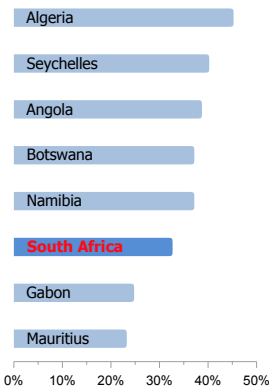 Algeria
Seychelles
Angola
Botswana
Namibia
South Africa
Gabon
Mauritius
0% 10% 20% 30% 40% 50%